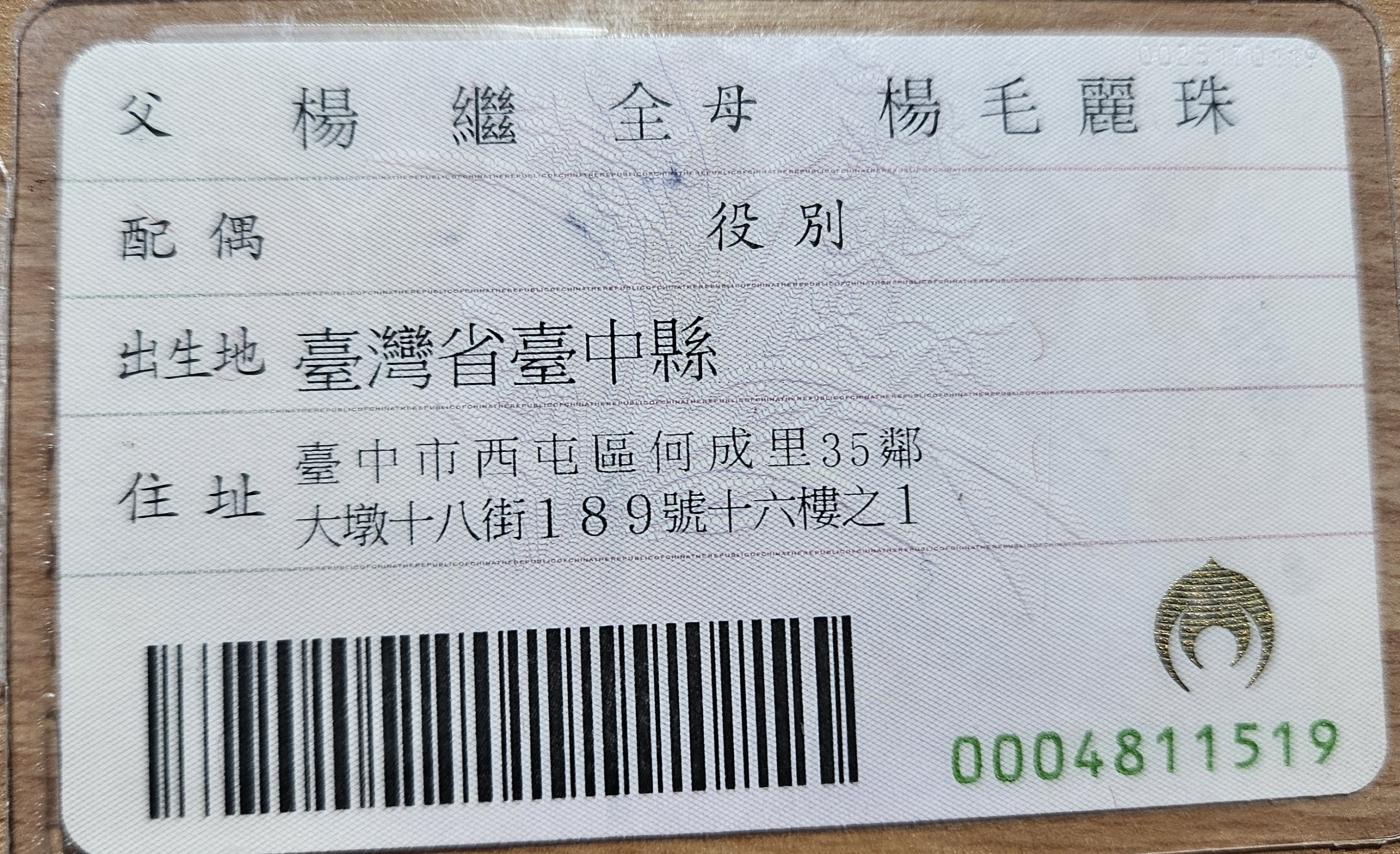 父 楊 繼 全 母 楊 毛 麗 珠
配 偶 役 別
出生地 臺灣省臺中縣
住 址 臺中市西屯區何成里35鄰
大墩十八街189號十六樓之1
0004811519